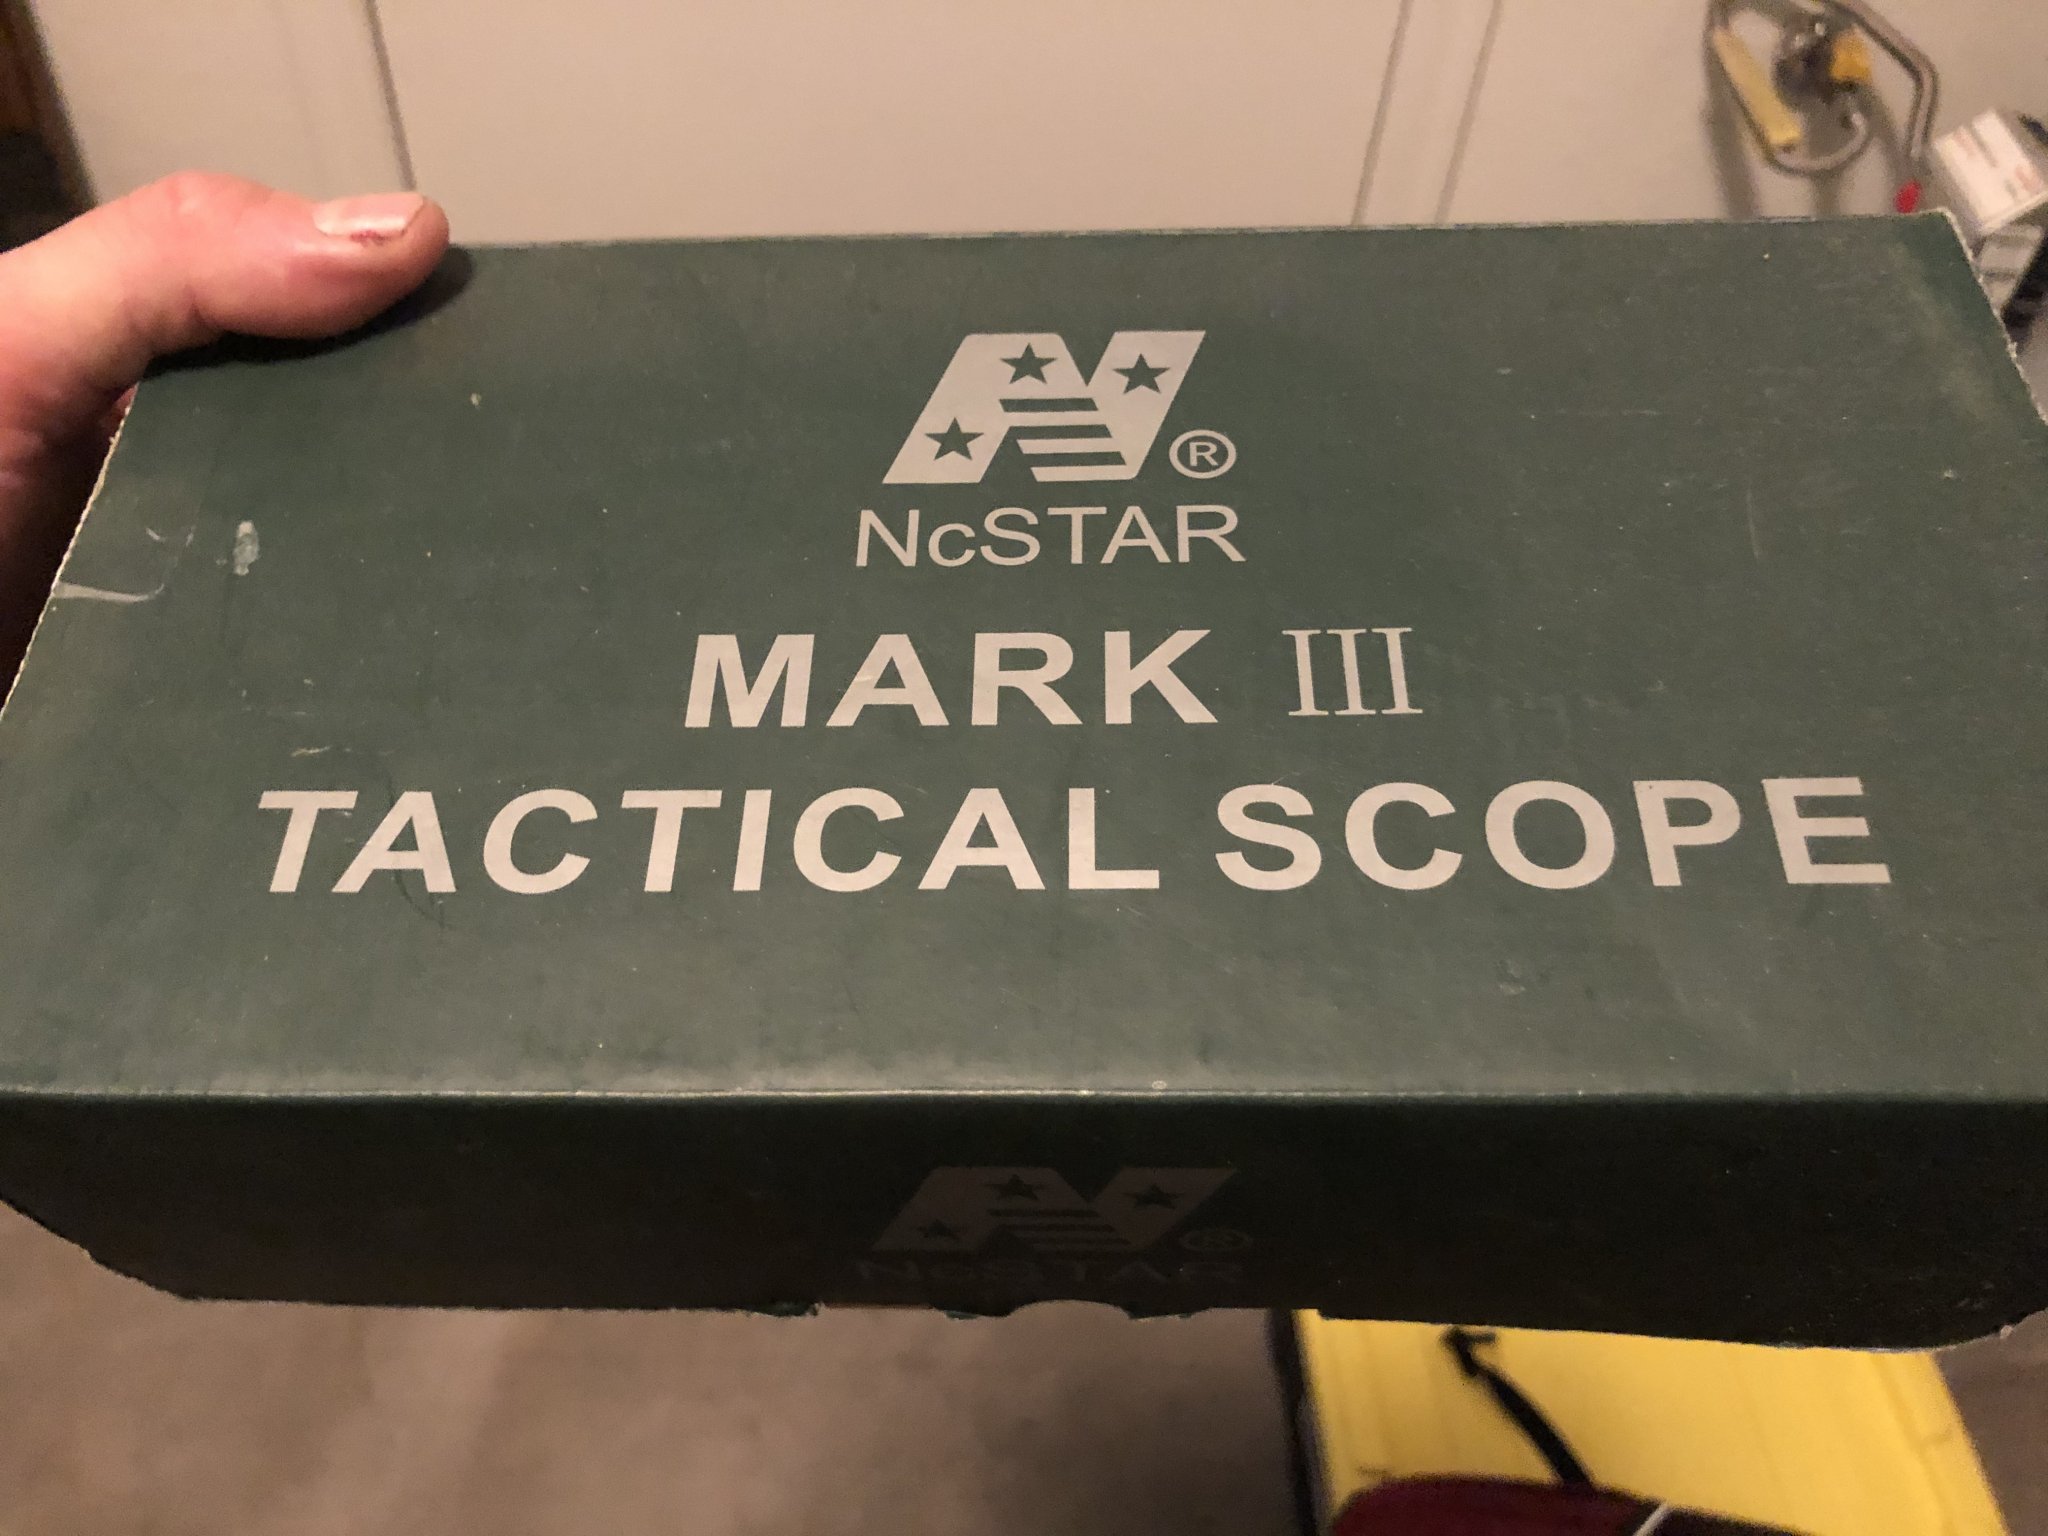 ®
NcSTAR
MARK III
TACTICAL SCOPE
®
NcSTAR